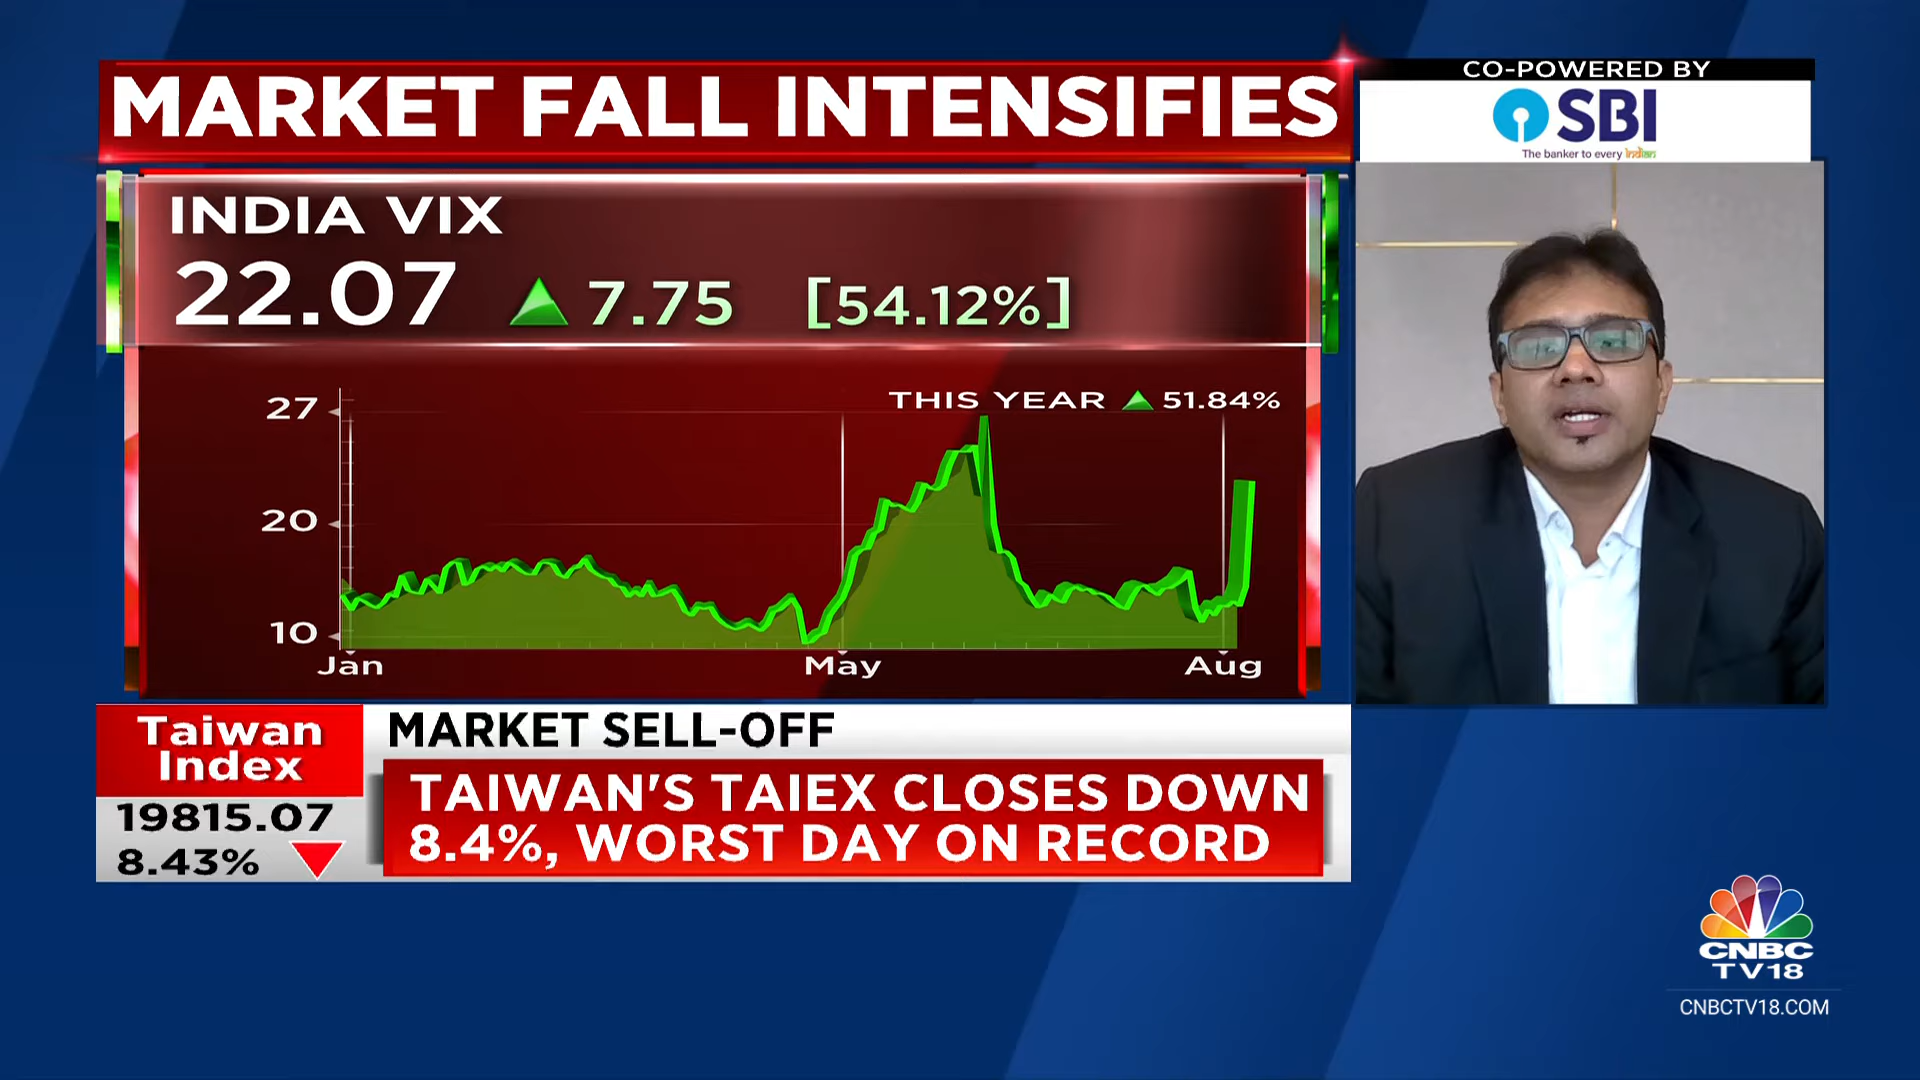 MARKET FALL INTENSIFIES
CO-POWERED BY
SBI
The banker to every indian
INDIA VIX
22.07 7.75 [54.12%]
THIS YEAR 51.84%
27
20
10
Jan May Aug
Taiwan
Index
19815.07
8.43%
MARKET SELL-OFF
TAIWAN'S TAIEX CLOSES DOWN
8.4%, WORST DAY ON RECORD
CNBC
TV18
CNBCTV18.COM